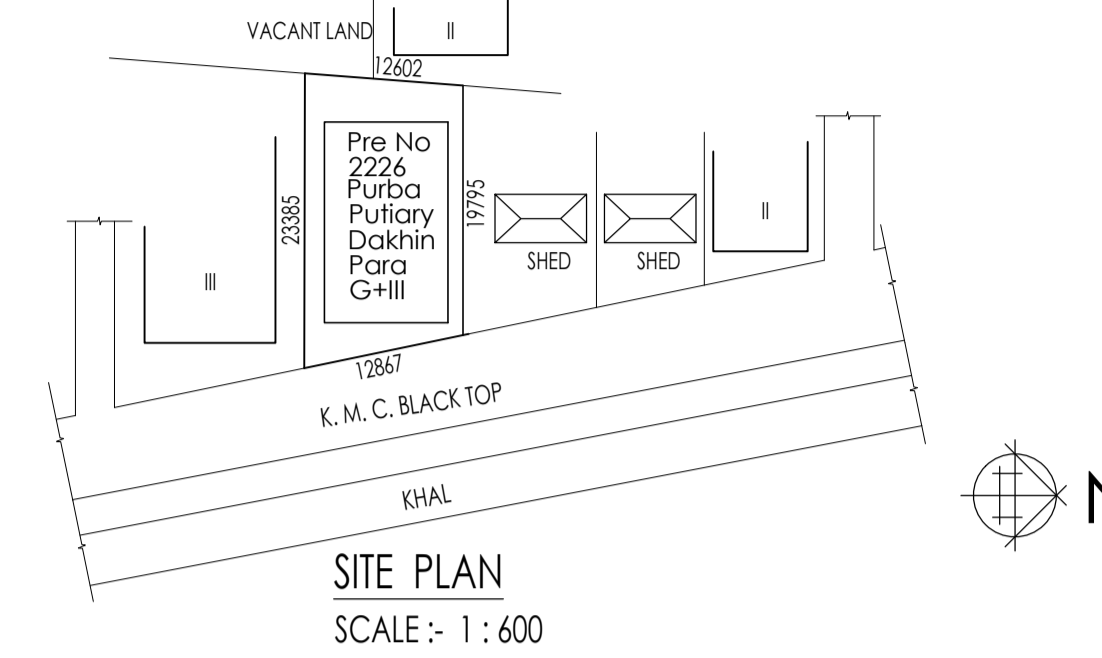 VACANT LAND
II
12602
Pre No
2226
Purba
Putiary
Dakhin
Para
G+III
23385
19795
III
SHED
SHED
II
12867
K. M. C. BLACK TOP
KHAL
N
SITE PLAN
SCALE :- 1 : 600